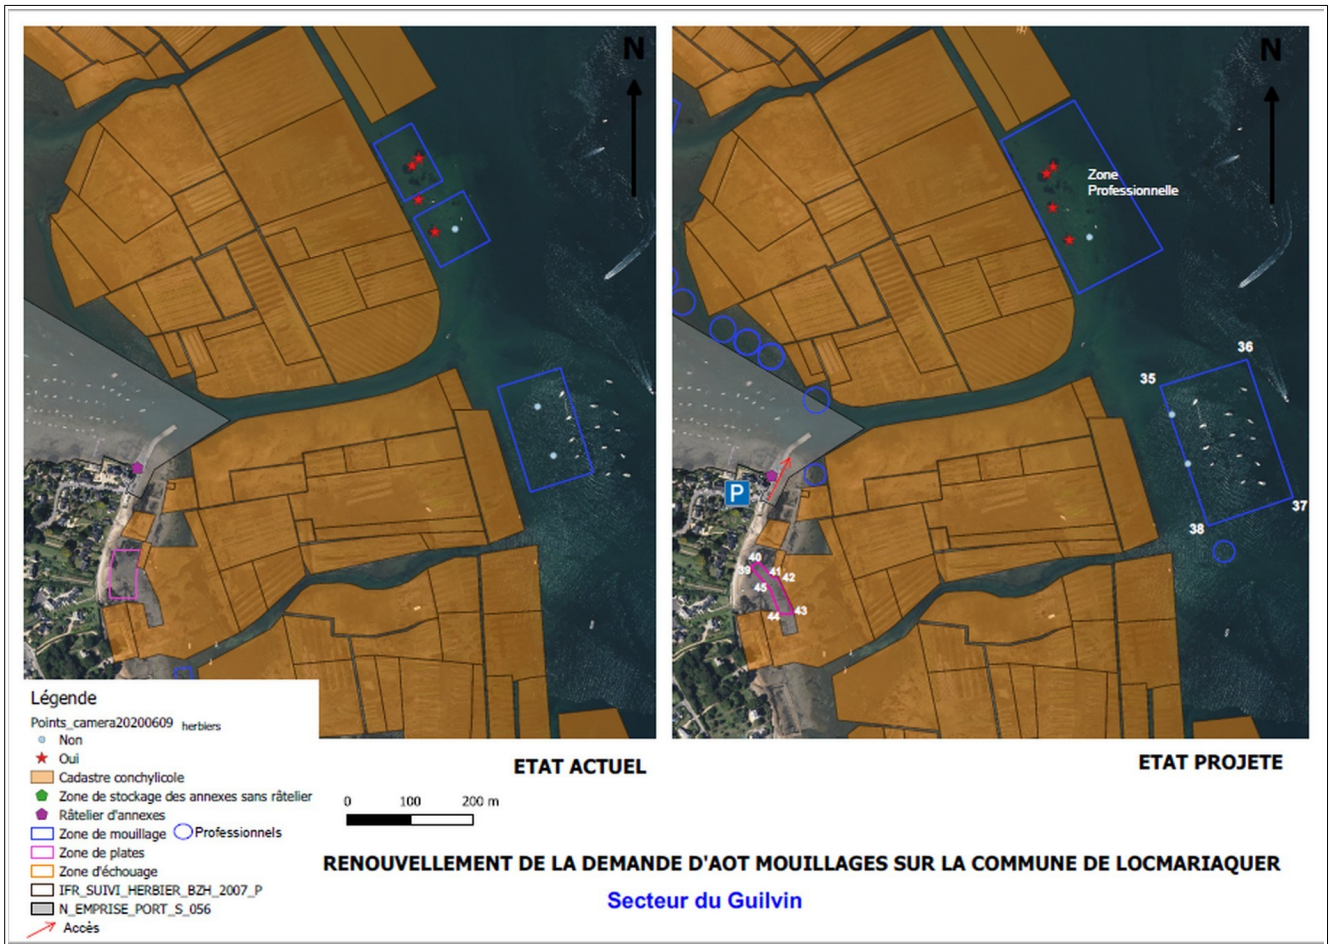 N
N
Zone
Professionnelle
36
35
37
38
P
40
39
41
42
45
43
44
Légende
Points_camera20200609 herbiers
Non
Oui
Cadastre conchylicole
Zone de stockage des annexes sans râtelier
Râtelier d'annexes
Zone de mouillage Professionnels
Zone de plates
Zone d'échouage
IFR_SUIVI_HERBIER_BZH_2007_P
N_EMPRISE_PORT_S_056
Accès
ETAT ACTUEL
ETAT PROJETE
0 100 200 m
RENOUVELLEMENT DE LA DEMANDE D'AOT MOUILLAGES SUR LA COMMUNE DE LOCMARIAQUER
Secteur du Guilvin